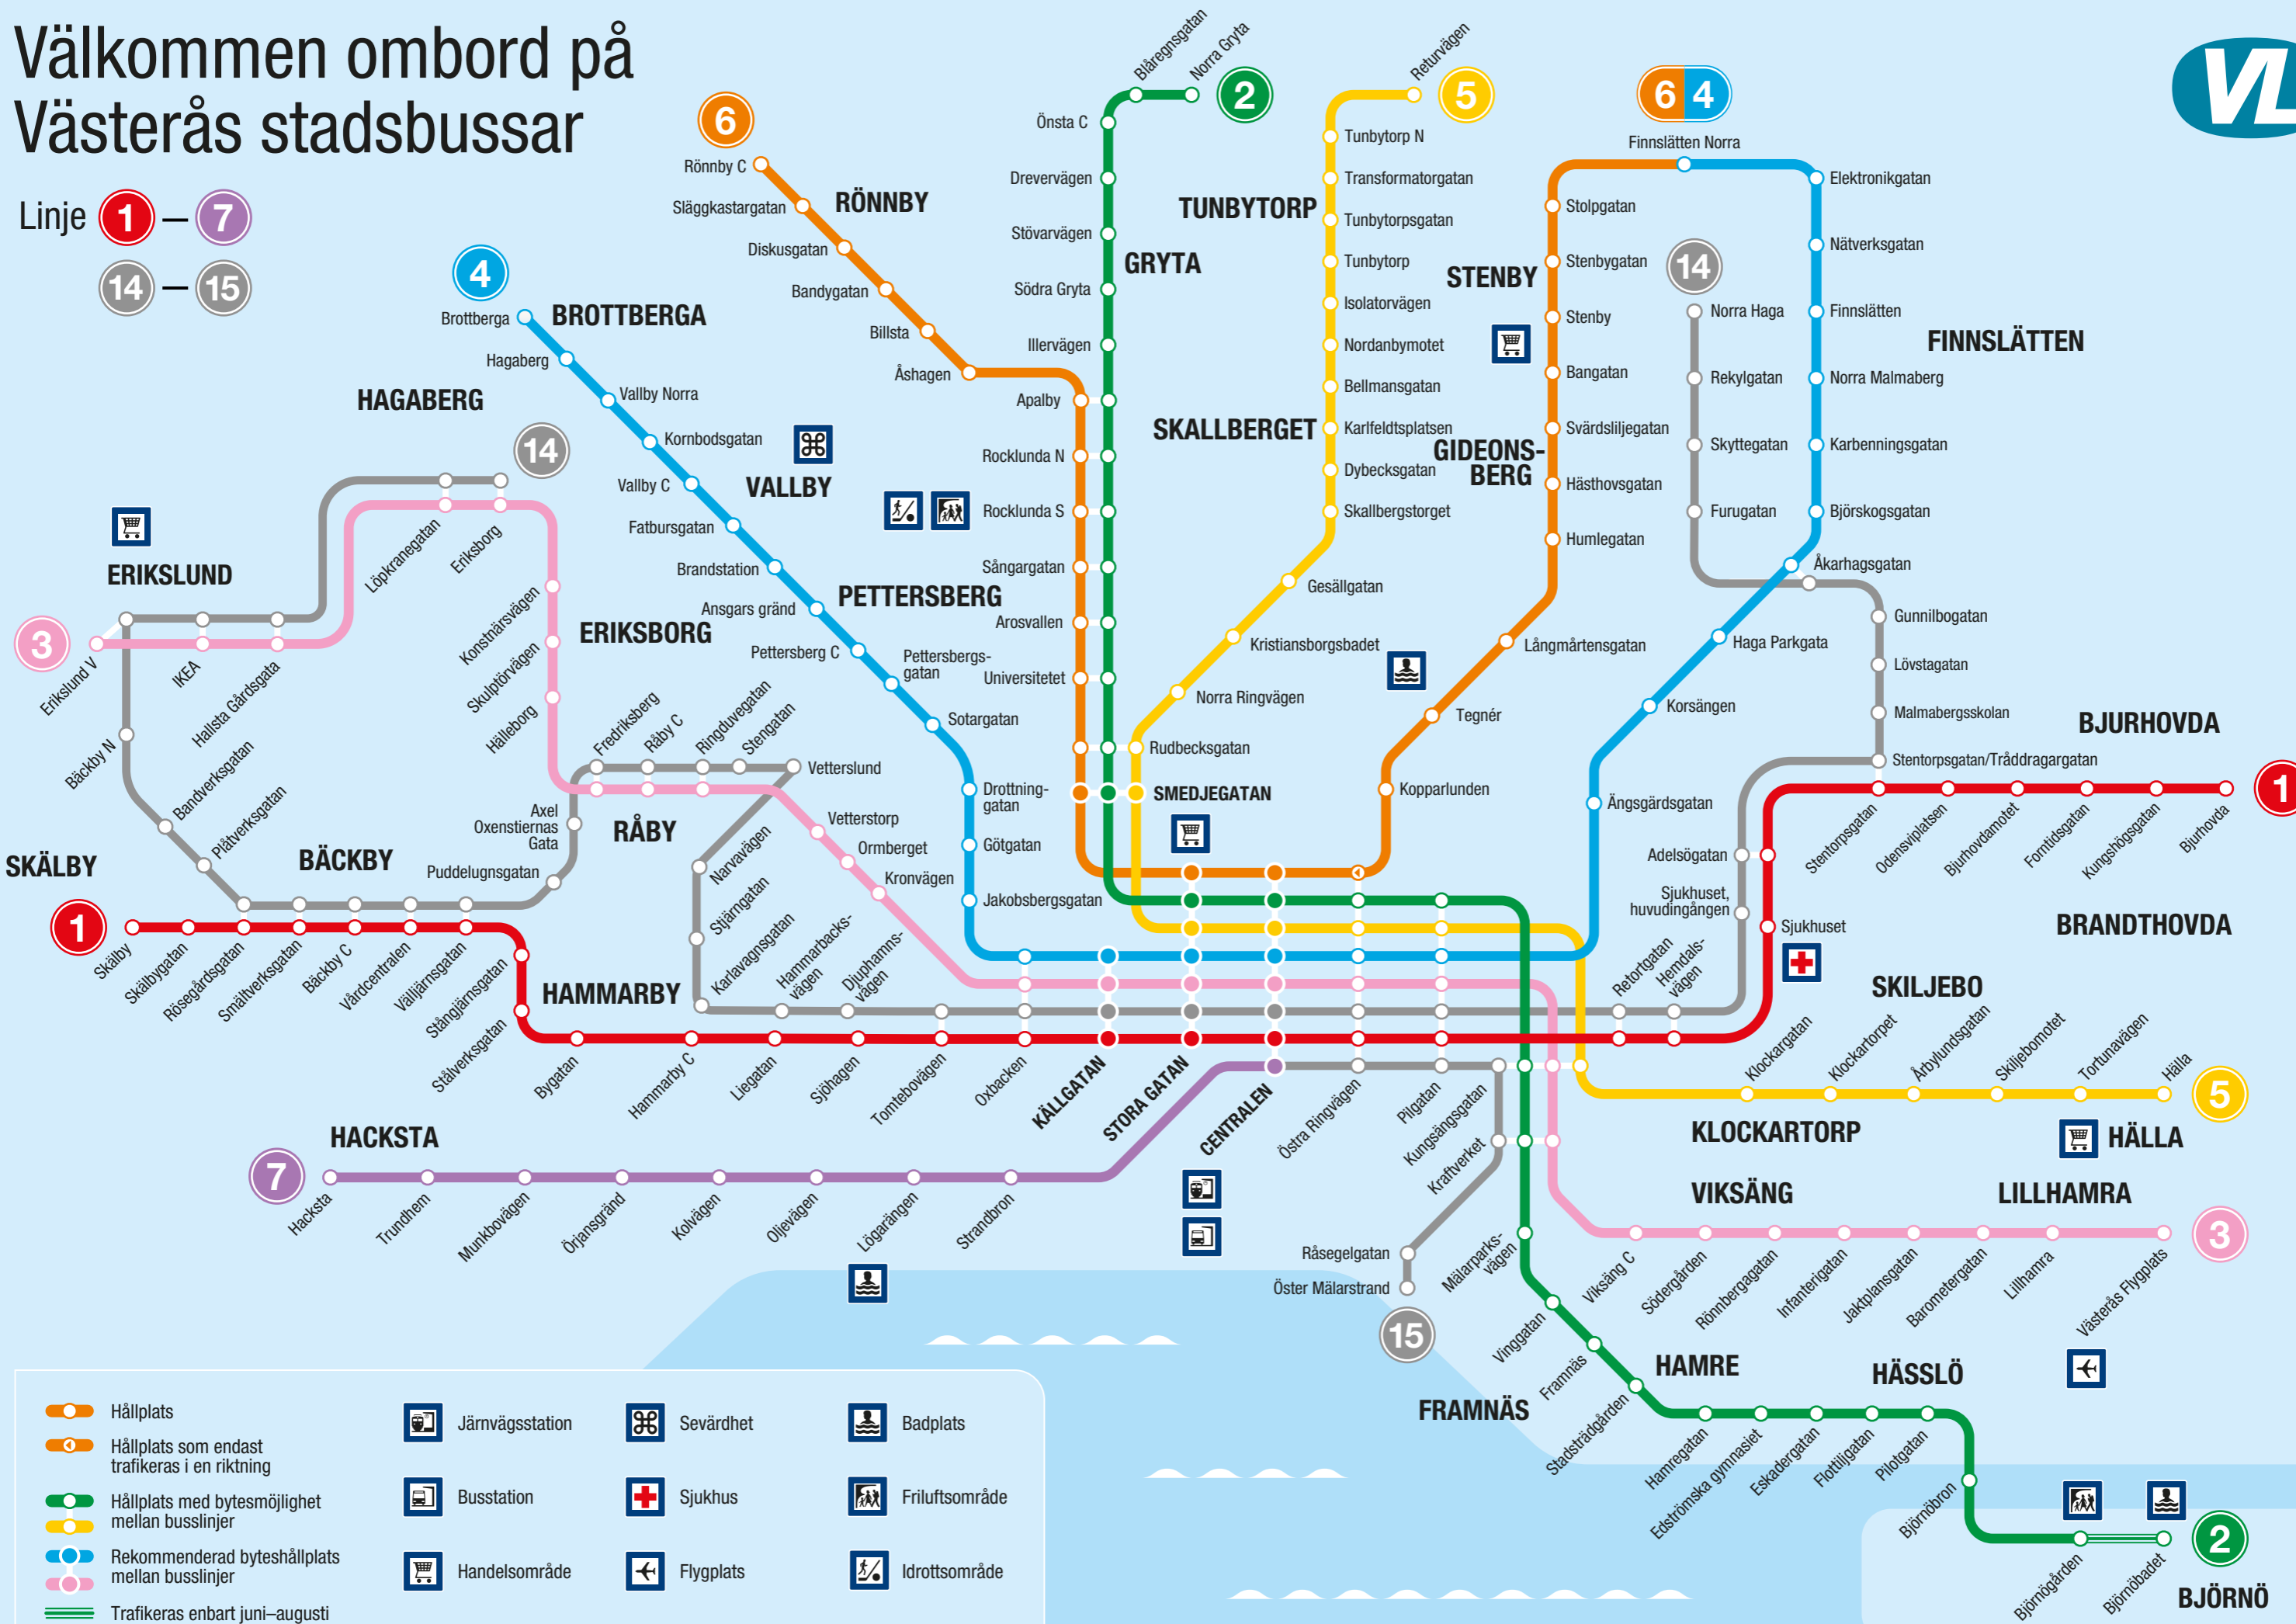 Välkommen ombord på
Västerås stadsbussar
Linje 1 – 7
14 – 15
VL
6
Rönnby C
Släggkastargatan
Diskusgatan
Bandygatan
Billsta
Åshagen
RÖNNBY
4
Brottberga
BROTTBERGA
Hagaberg
HAGABERG
Vallby Norra
Kornbodsgatan
Vallby C
VALLBY
Fatbursgatan
Brandstation
Ansgars gränd
PETTERSBERG
Pettersberg C
Pettersbergs-
gatan
Sotargatan
Drottning-
gatan
Götgatan
Jakobsbergsgatan
Blåregnsgatan
Norra Gryta
2
Önsta C
Drevervägen
Stövarvägen
GRYTA
Södra Gryta
Illervägen
Apalby
Rocklunda N
Rocklunda S
Sångargatan
Arosvallen
Universitetet
Rudbecksgatan
SMEDJEGATAN
Returvägen
5
Tunbytorp N
Transformatorgatan
TUNBYTORP
Tunbytorpsgatan
Tunbytorp
Isolatorvägen
Nordanbymotet
Bellmansgatan
SKALLBERGET
Karlfeldtsplatsen
Dybecksgatan
Skallbergstorget
Gesällgatan
Kristiansborgsbadet
Norra Ringvägen
6 4
Finnslätten Norra
Stolpgatan
STENBY
Stenbygatan
Stenby
Bangatan
Svärdsliljegatan
GIDEONS-
BERG
Hästhovsgatan
Humlegatan
Långmårtensgatan
Tegnér
Kopparlunden
Elektronikgatan
Nätverksgatan
Finnslätten
FINNSLÄTTEN
Norra Malmaberg
Karbenningsgatan
Björskogsgatan
Åkarhagsgatan
Haga Parkgata
Korsängen
Ängsgärdsgatan
14
Norra Haga
Rekylgatan
Skyttegatan
Furugatan
Gunnilbogatan
Lövstagatan
Malmabergsskolan
Stentorpsgatan/Tråddragargatan
BJURHOVDA
1
Stentorpsgatan
Odensviplatsen
Bjurhovdamotet
Forntidsgatan
Kungshögsgatan
Bjurhovda
Adelsögatan
Sjukhuset,
huvudingången
Sjukhuset
BRANDTHOVDA
Retortgatan
Hemdals-
vägen
SKILJEBO
14
Löpkranegatan
Eriksborg
ERIKSLUND
3
Erikslund V
IKEA
Hallsta Gårdsgata
Konstnärsvägen
ERIKSBORG
Skulptörvägen
Hälleborg
Bäckby N
Bandverksgatan
Plåtverksgatan
Fredriksberg
Råby C
Ringduvegatan
Stengatan
Vetterslund
Axel
Oxenstiernas
Gata
RÅBY
Puddelugnsgatan
BÄCKBY
SKÄLBY
1
Skälby
Skälbygatan
Rösegårdsgatan
Smältverksgatan
Bäckby C
Vårdcentralen
Välljärnsgatan
Stångjärnsgatan
Stålverksgatan
Vetterstorp
Ormberget
Kronvägen
Narvavägen
Stjärngatan
Karlavagnsgatan
Hammarbacks-
vägen
Djuphamns-
vägen
HAMMARBY
Bygatan
Hammarby C
Liegatan
Sjöhagen
Tomtebovägen
Oxbacken
KÄLLGATAN
STORA GATAN
CENTRALEN
Östra Ringvägen
Pilgatan
Kungsängsgatan
Kraftverket
Råsegelgatan
Öster Mälarstrand
15
HACKSTA
7
Hacksta
Trundhem
Munkbovägen
Örjansgränd
Kolvägen
Oljevägen
Lögarängen
Strandbron
Klockargatan
Klockartorpet
Årbylundsgatan
Skiljebomotet
Tortunavägen
Hälla
5
KLOCKARTORP
HÄLLA
VIKSÄNG
LILLHAMRA
Viksäng C
Södergården
Rönnbergagatan
Infanterigatan
Jaktplansgatan
Barometergatan
Lillhamra
Västerås Flygplats
3
Mälarparks-
vägen
Vinggatan
Framnäs
Stadsträdgården
FRAMNÄS
HAMRE
HÄSSLÖ
Hamregatan
Edströmska gymnasiet
Eskadergatan
Flottiljgatan
Pilotgatan
Björnöbron
Björnögården
Björnöbadet
2
BJÖRNÖ
Hållplats
Hållplats som endast
trafikeras i en riktning
Hållplats med bytesmöjlighet
mellan busslinjer
Rekommenderad byteshållplats
mellan busslinjer
Trafikeras enbart juni–augusti
Järnvägsstation
Busstation
Handelsområde
Sevärdhet
Sjukhus
Flygplats
Badplats
Friluftsområde
Idrottsområde